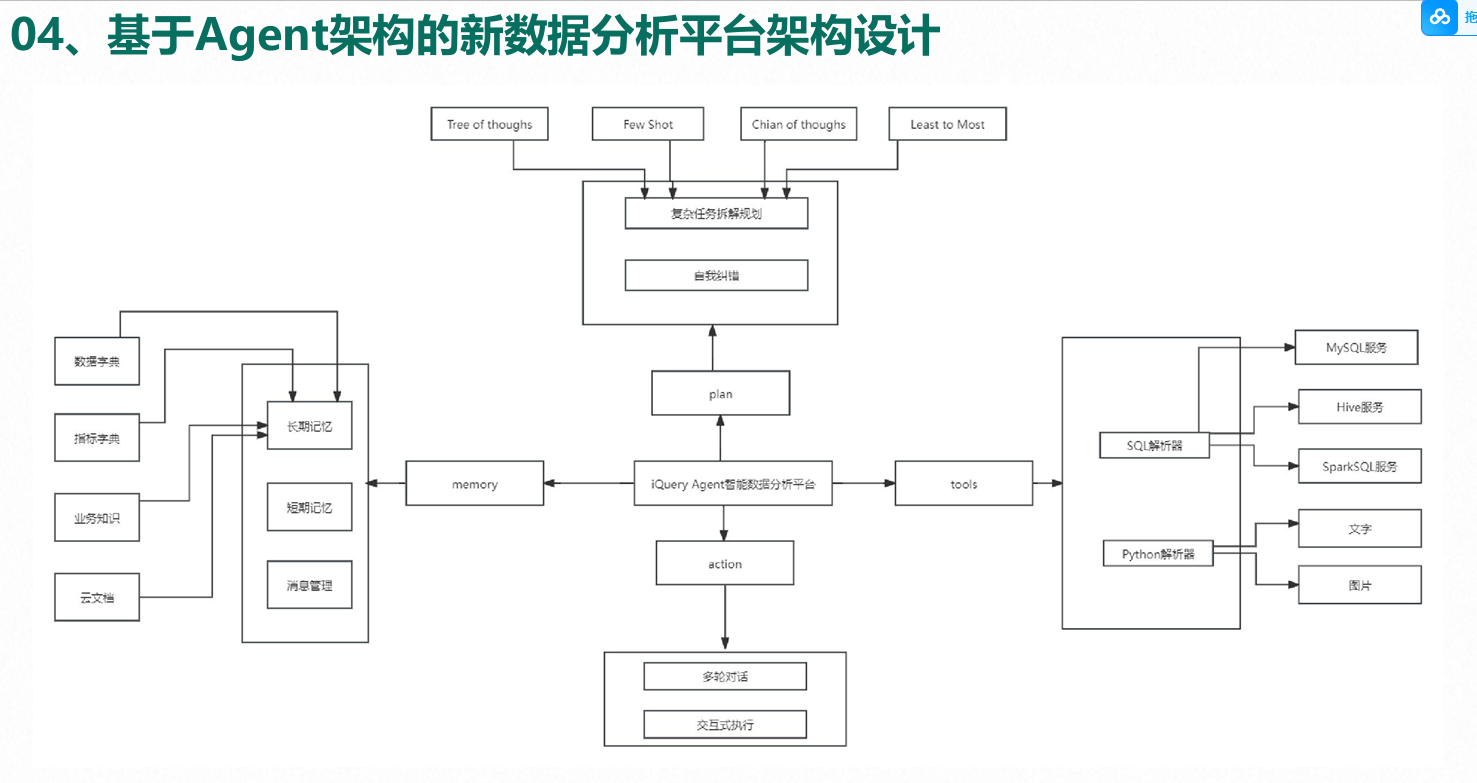 04、基于Agent架构的新数据分析平台架构设计
拖
Tree of thoughs
Few Shot
Chian of thoughs
Least to Most
复杂任务拆解规划
自我纠错
plan
数据字典
指标字典
业务知识
云文档
长期记忆
短期记忆
消息管理
memory
iQuery Agent智能数据分析平台
tools
SQL解析器
Python解析器
MySQL服务
Hive服务
SparkSQL服务
文字
图片
action
多轮对话
交互式执行